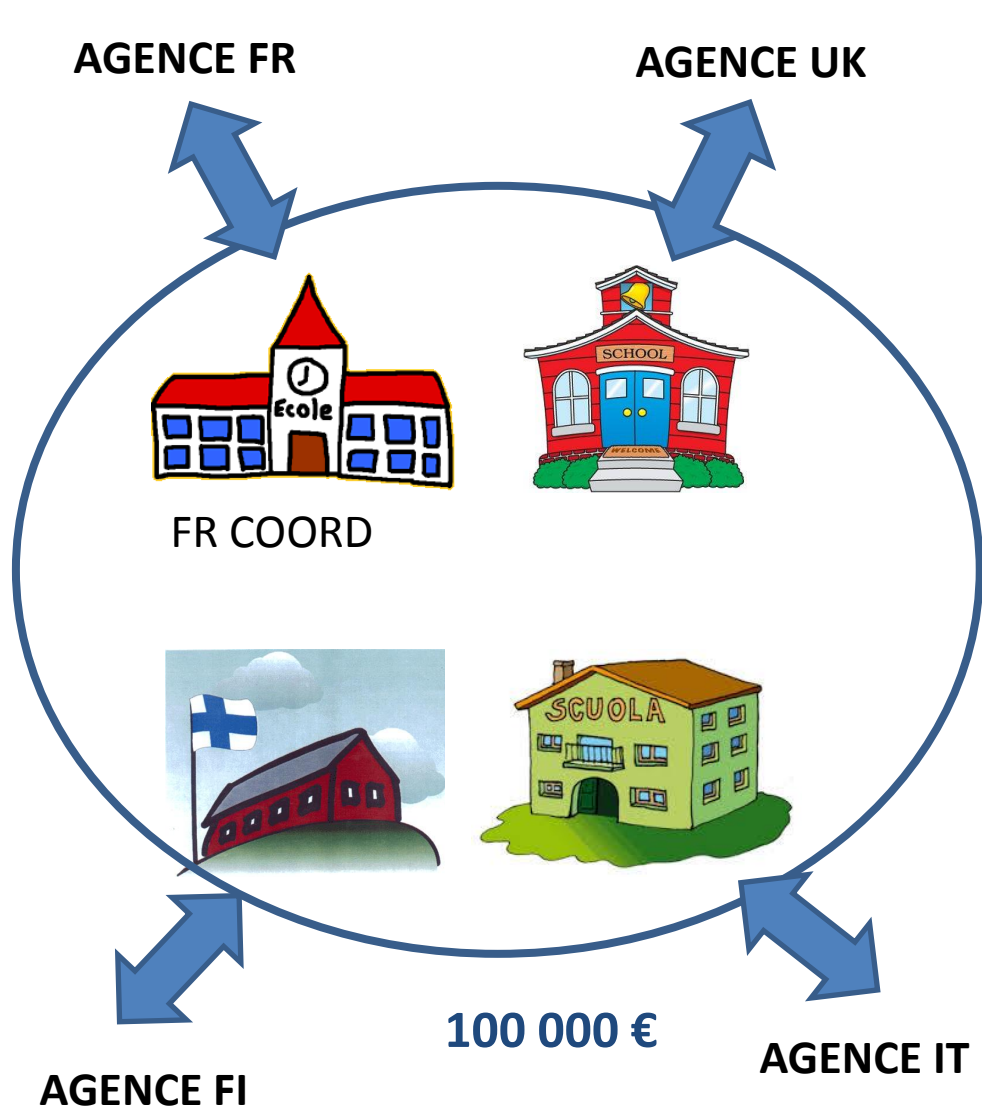 AGENCE FR
AGENCE UK
Ecole
SCHOOL
WELCOME
FR COORD
SCUOLA
100 000 €
AGENCE IT
AGENCE FI